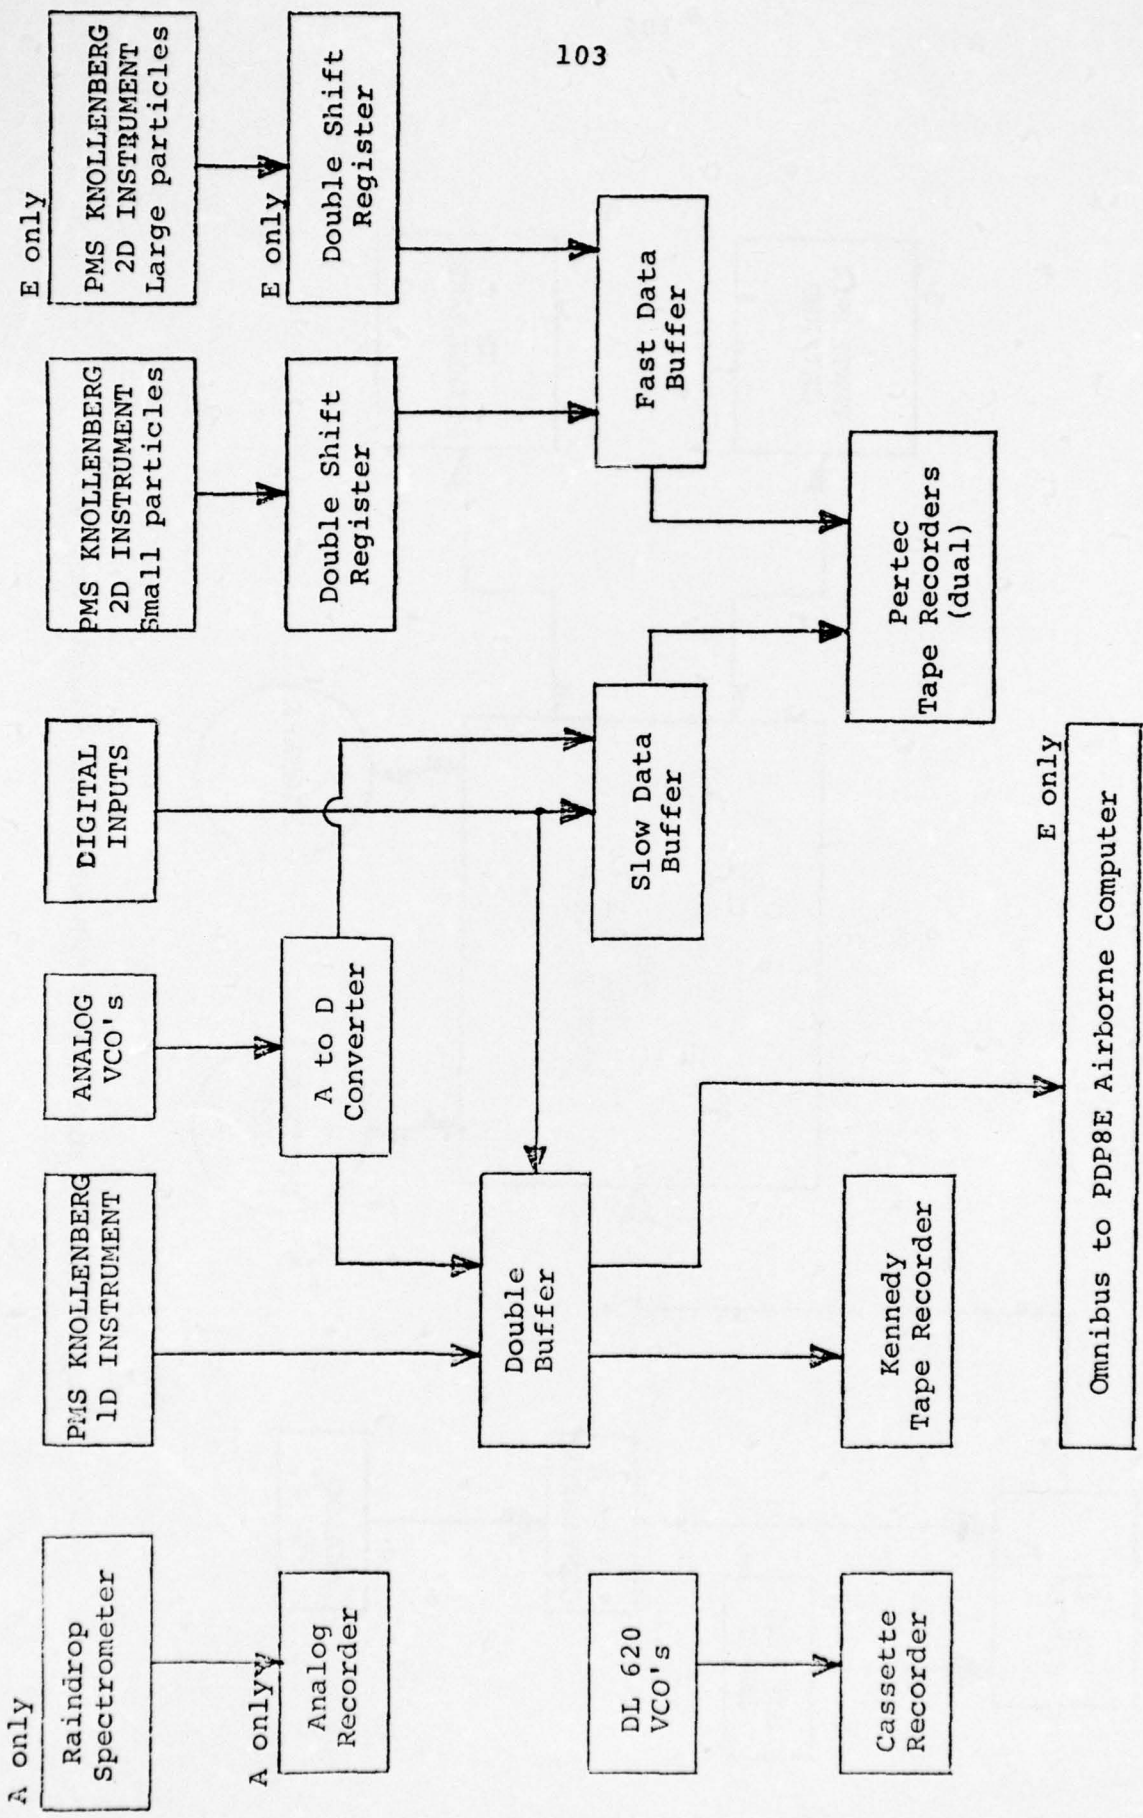 103
A only
Raindrop
Spectrometer
PMS KNOLLENBERG
1D INSTRUMENT
ANALOG
VCO's
DIGITAL
INPUTS
PMS KNOLLENBERG
2D INSTRUMENT
Small particles
E only
PMS KNOLLENBERG
2D INSTRUMENT
Large particles
A only
Analog
Recorder
A to D
Converter
Double Shift
Register
E only
Double Shift
Register
Double
Buffer
DL 620
VCO's
Slow Data
Buffer
Fast Data
Buffer
Cassette
Recorder
Kennedy
Tape Recorder
Pertec
Tape Recorders
(dual)
E only
Omnibus to PDP8E Airborne Computer